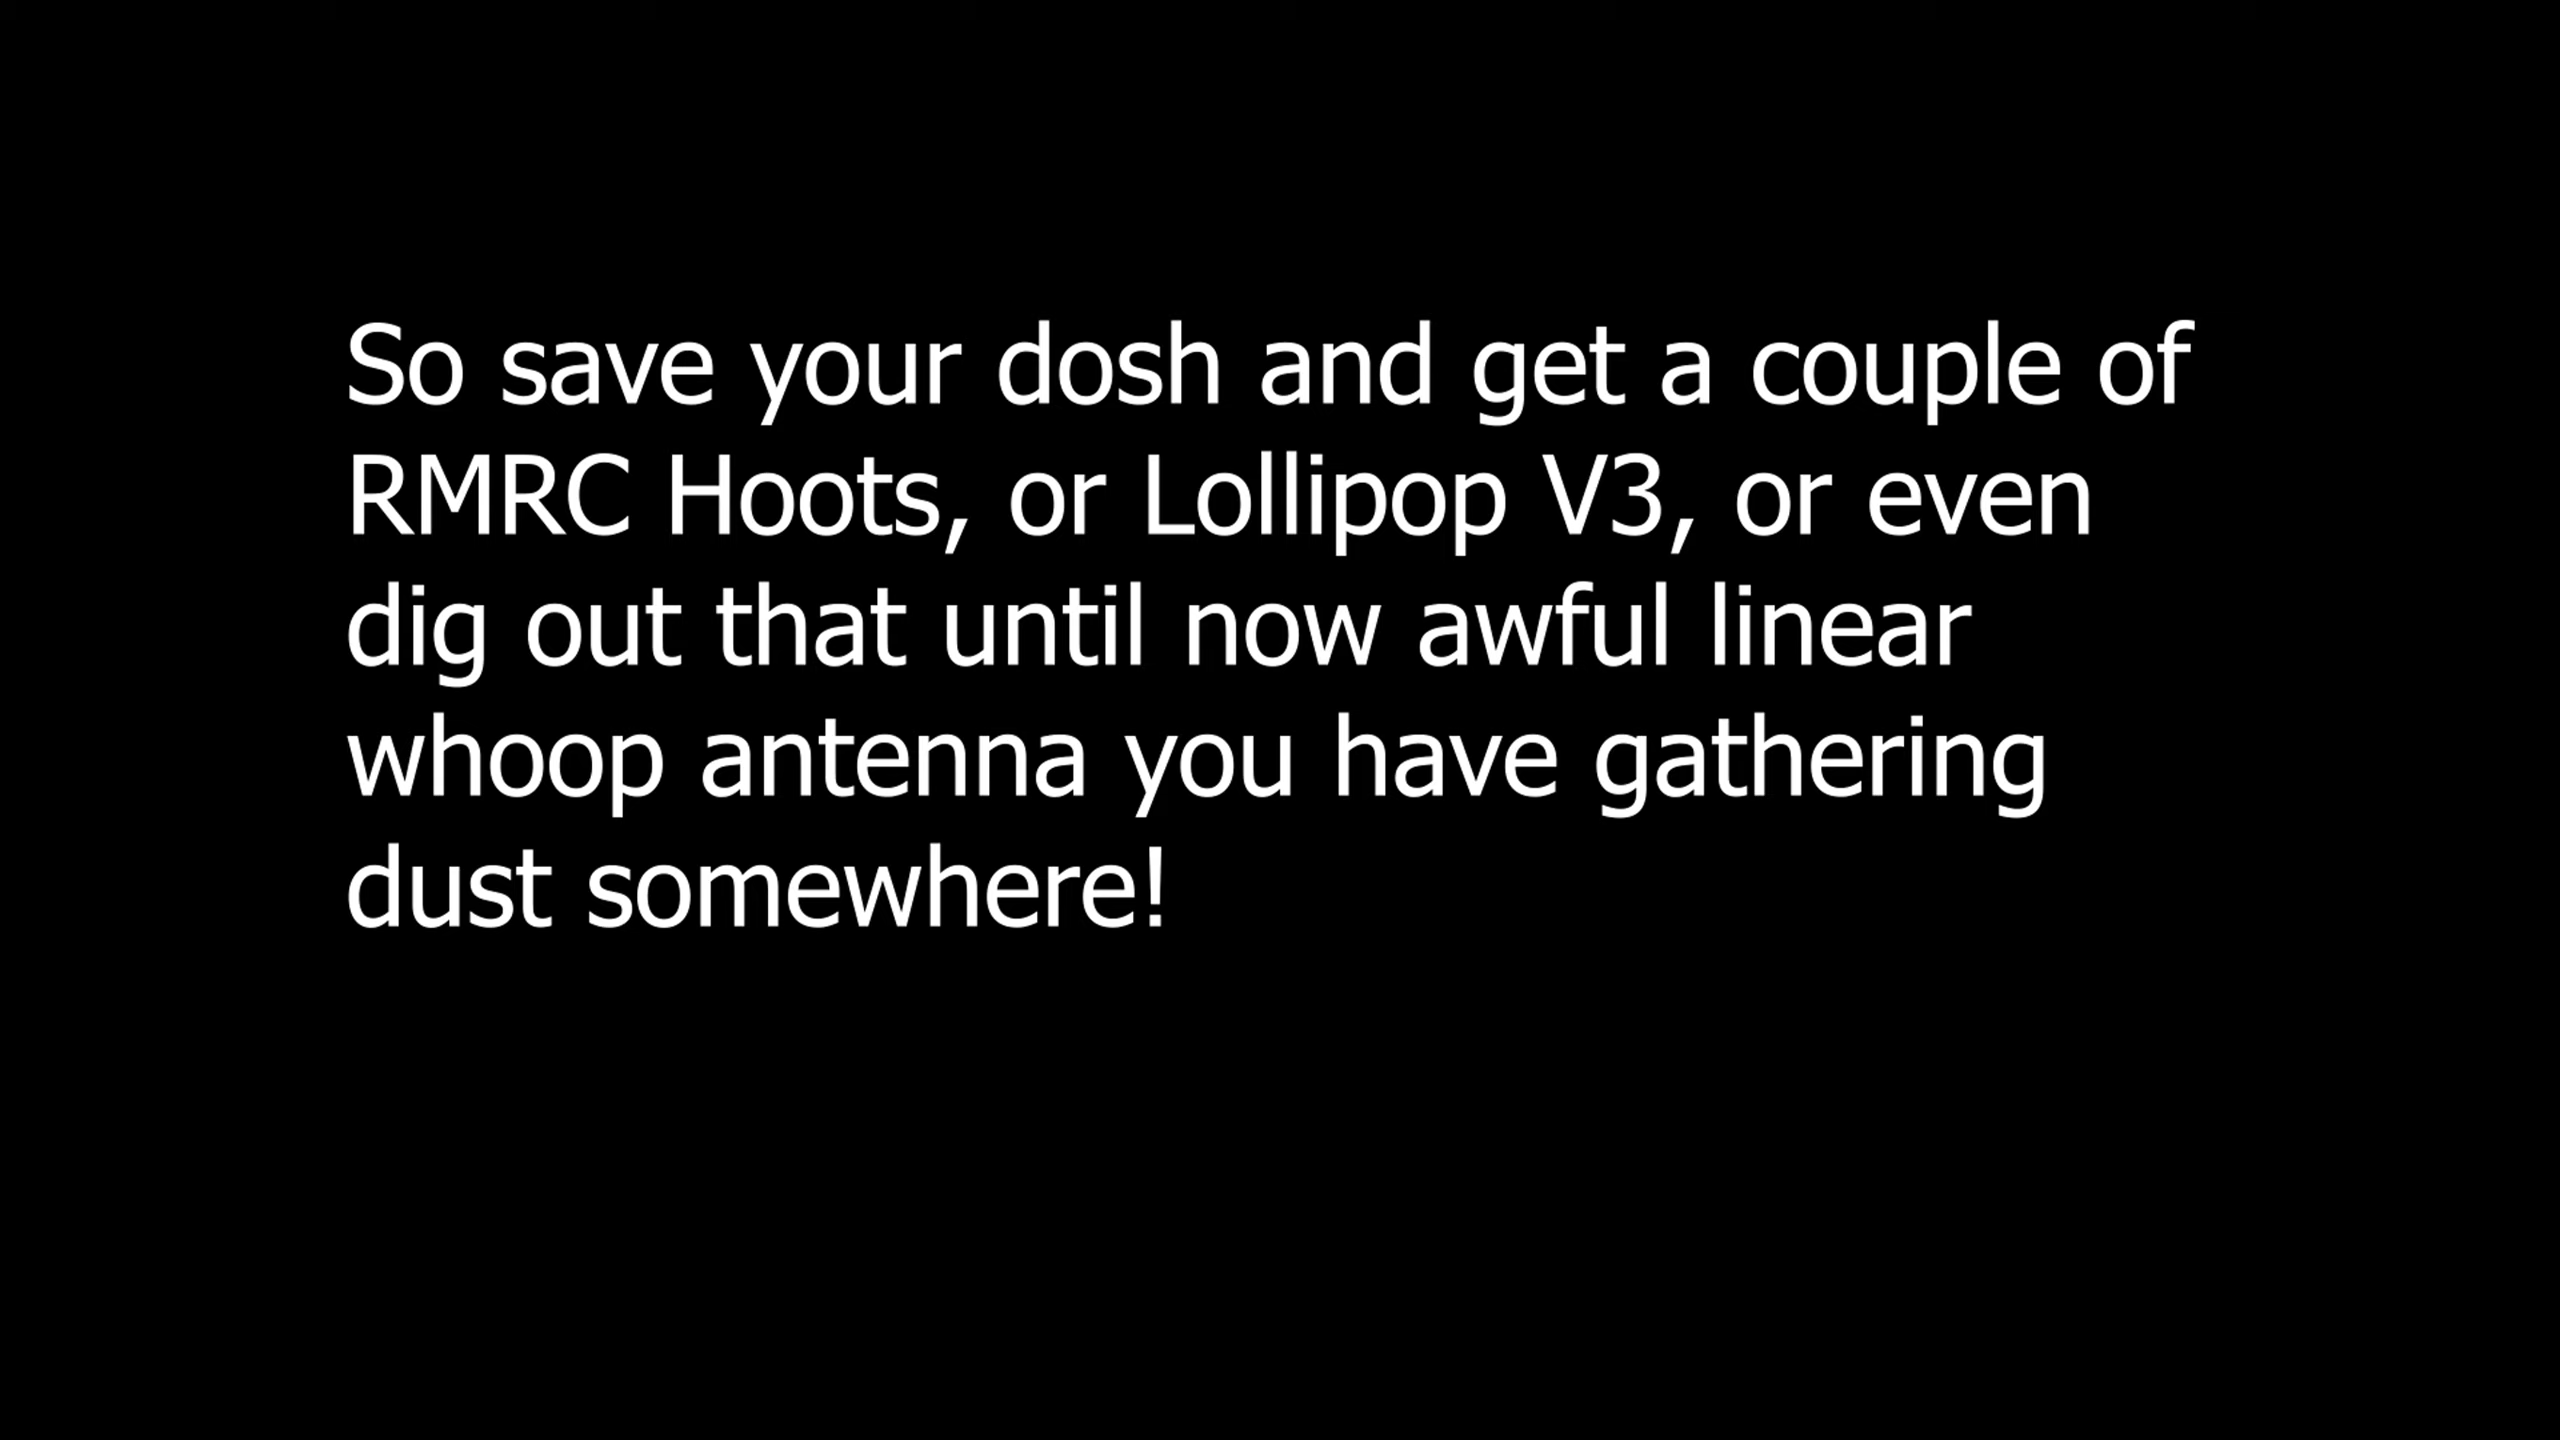 So save your dosh and get a couple of
RMRC Hoots, or Lollipop V3, or even
dig out that until now awful linear
whoop antenna you have gathering
dust somewhere!